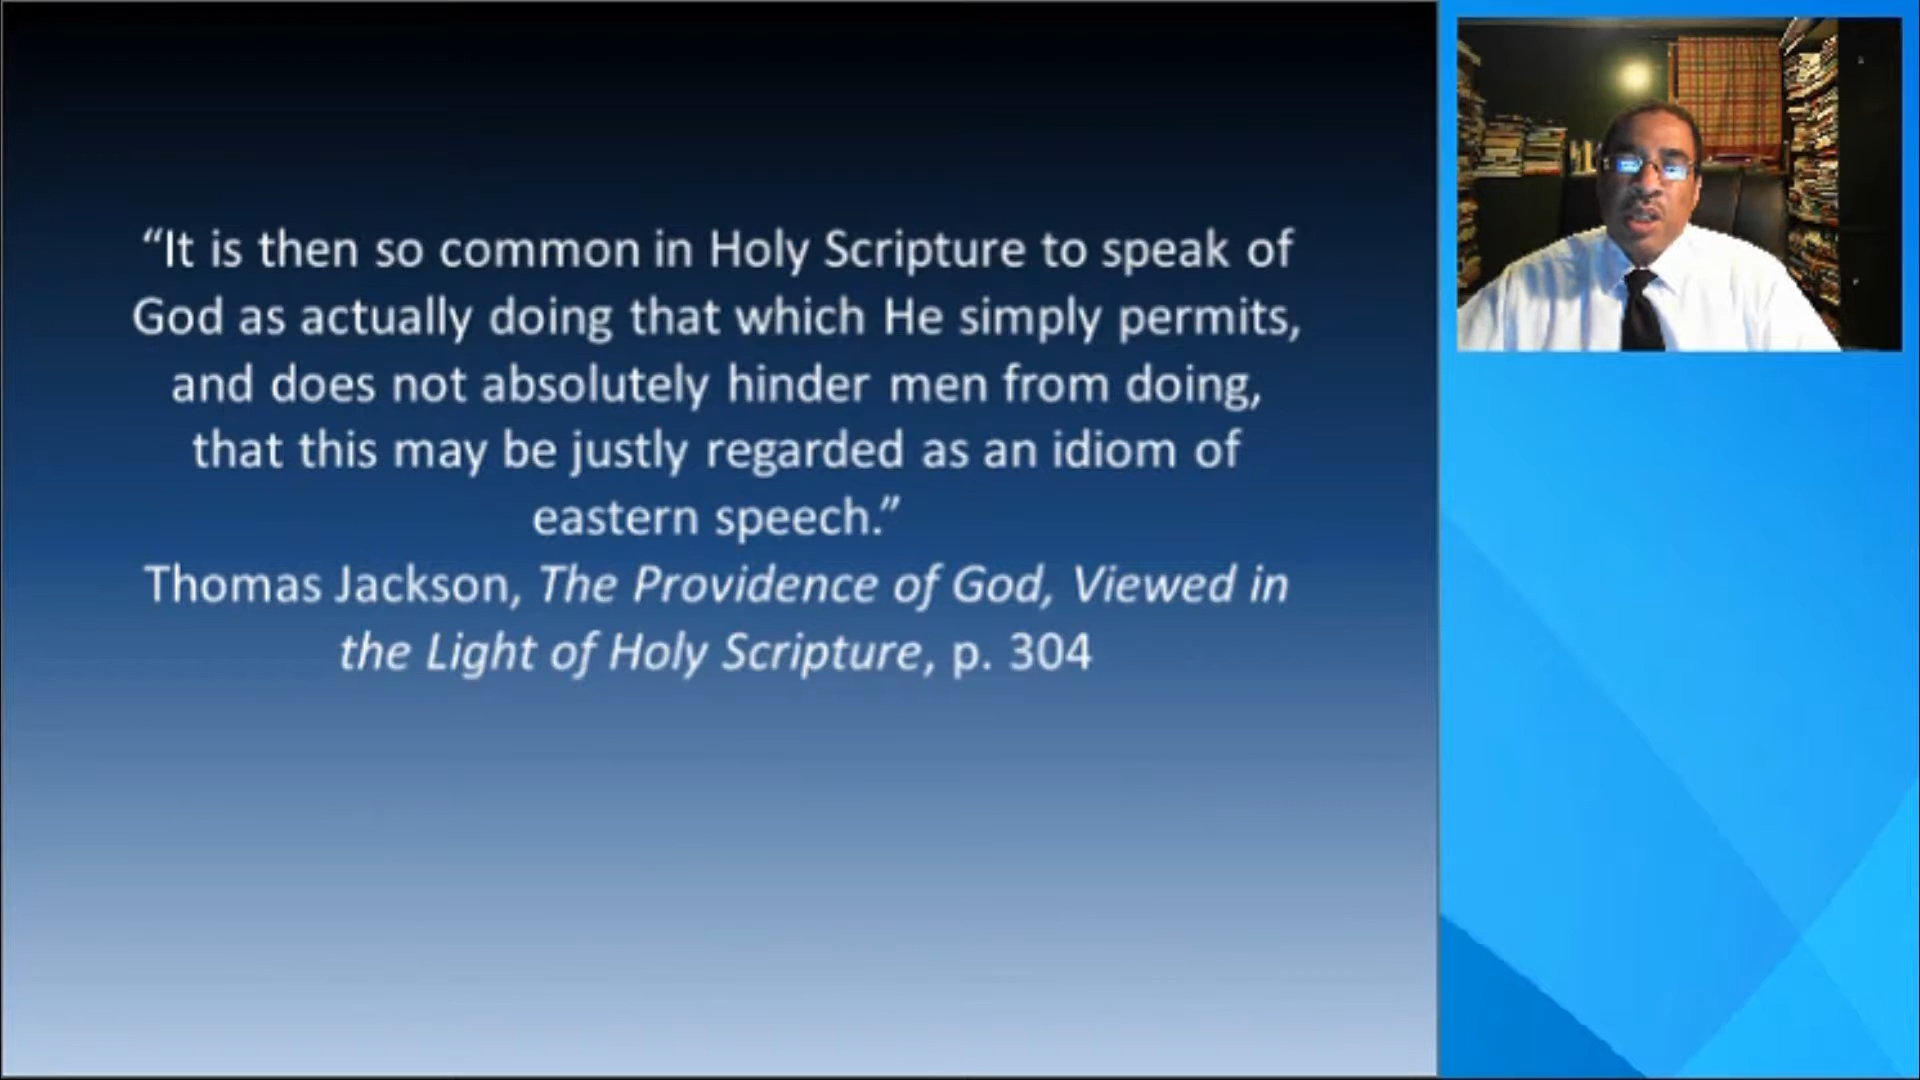 “It is then so common in Holy Scripture to speak of
God as actually doing that which He simply permits,
and does not absolutely hinder men from doing,
that this may be justly regarded as an idiom of
eastern speech.”
Thomas Jackson, The Providence of God, Viewed in
the Light of Holy Scripture, p. 304